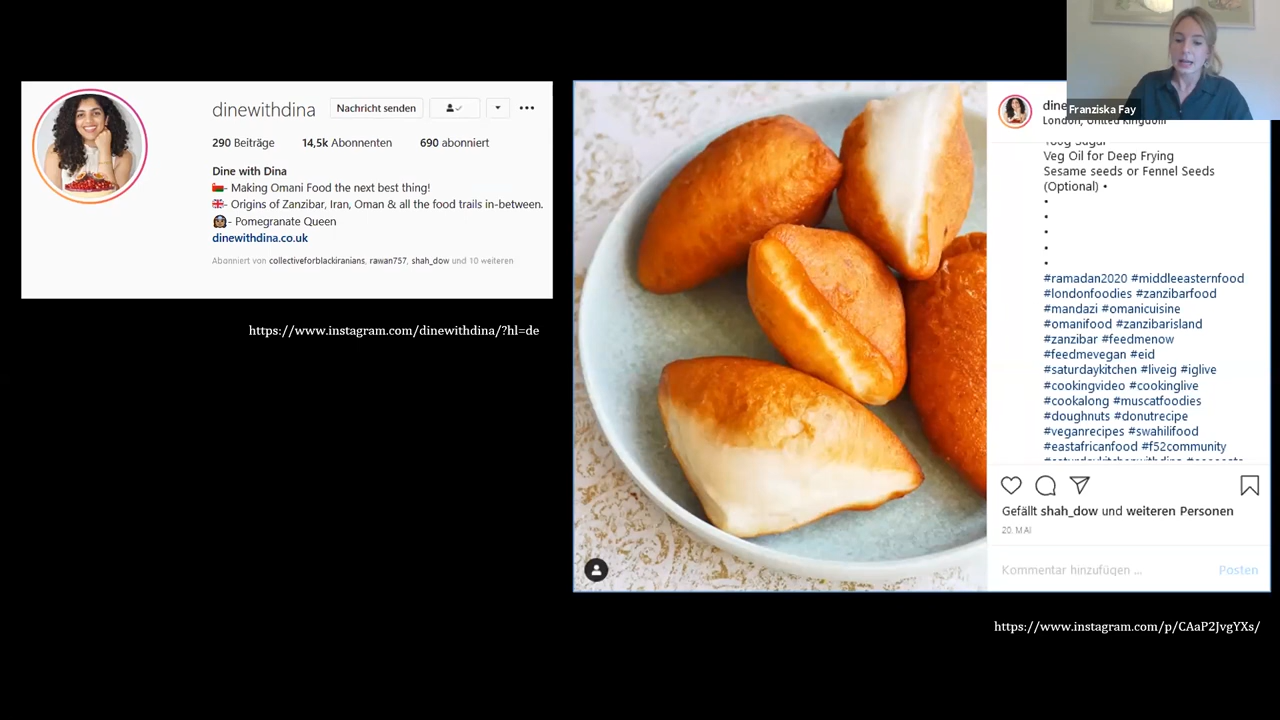 dinewithdina
Nachricht senden
290 Beiträge 14,5k Abonnenten 690 abonniert
Dine with Dina
- Making Omani Food the next best thing!
- Origins of Zanzibar, Iran, Oman & all the food trails in-between.
- Pomegranate Queen
dinewithdina.co.uk
Abonniert von collectiveforblackiranians, rawan757, shah_dow und 10 weiteren
https://www.instagram.com/dinewithdina/?hl=de
Franziska Fay
London, United Kingdom
Sugar
Veg Oil for Deep Frying
Sesame seeds or Fennel Seeds
(Optional) •
•
•
•
•
•
#ramadan2020 #middleeasternfood
#londonfoodies #zanzibarfood
#mandazi #omanicuisine
#omanifood #zanzibarisland
#zanzibar #feedmenow
#feedmevegan #eid
#saturdaykitchen #liveig #iglive
#cookingvideo #cookinglive
#cookalong #muscatfoodies
#doughnuts #donutrecipe
#veganrecipes #swahilifood
#eastafricanfood #f52community
Gefällt shah_dow und weiteren Personen
20. MAI
Kommentar hinzufügen ... Posten
https://www.instagram.com/p/CAaP2JvgYXs/